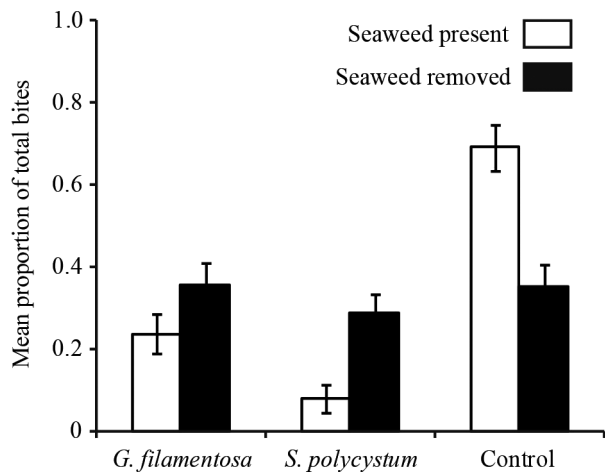 Mean proportion of total bites
1.0
0.8
0.6
0.4
0.2
0
Seaweed present
Seaweed removed
G. filamentosa S. polycystum Control